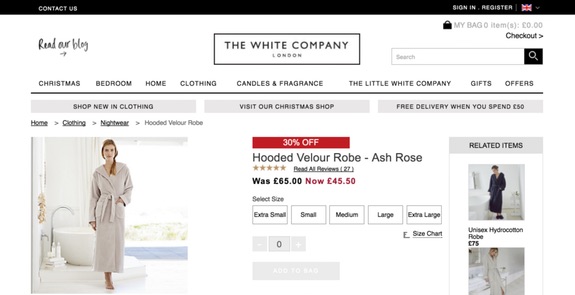 CONTACT US
SIGN IN . REGISTER
MY BAG 0 item(s): £0.00
Checkout >
Read our blog
THE WHITE COMPANY
LONDON
Search
CHRISTMAS BEDROOM HOME CLOTHING CANDLES & FRAGRANCE THE LITTLE WHITE COMPANY GIFTS OFFERS
SHOP NEW IN CLOTHING
VISIT OUR CHRISTMAS SHOP
FREE DELIVERY WHEN YOU SPEND £50
Home > Clothing > Nightwear > Hooded Velour Robe
30% OFF
Hooded Velour Robe - Ash Rose
Read All Reviews ( 27 )
Was £65.00 Now £45.50
Select Size
Extra Small Small Medium Large Extra Large
Size Chart
- 0 +
ADD TO BAG
RELATED ITEMS
Unisex Hydrocotton
Robe
£75